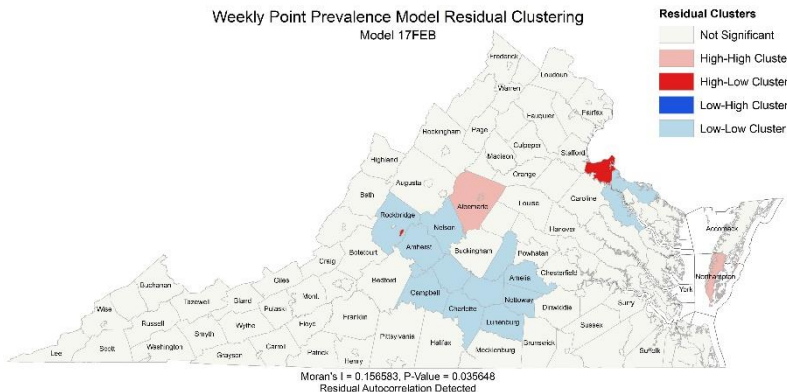 Weekly Point Prevalence Model Residual Clustering
Model 17FEB
Residual Clusters
Not Significant
High-High Cluste
High-Low Cluster
Low-High Cluster
Low-Low Cluster
Frederick
Loudoun
Warren
Fauquier
Fairfax
Rockingham
Page
Culpeper
Stafford
Madison
Highland
Orange
Augusta
Bath
Albemarle
Louise
Caroline
Rockbridge
Nelson
Hanover
Accomack
Amherst
Botetourt
Buckingham
Powhatan
Craig
Northampton
Chesterfield
York
Bedford
Amelia
Buchanan
Giles
Campbell
Nottoway
Tazewell
Bland
Mont.
Charlotte
Dinwiddie
Surry
Wise
Pulaski
Franklin
Russell
Wythe
Floyd
Lunenburg
Smyth
Pittsylvania
Sussex
Lee
Scott
Washington
Carroll
Halifax
Brunswick
Grayson
Patrick
Henry
Mecklenburg
Suffolk
Moran's I = 0.156583, P-Value = 0.035648
Residual Autocorrelation Detected